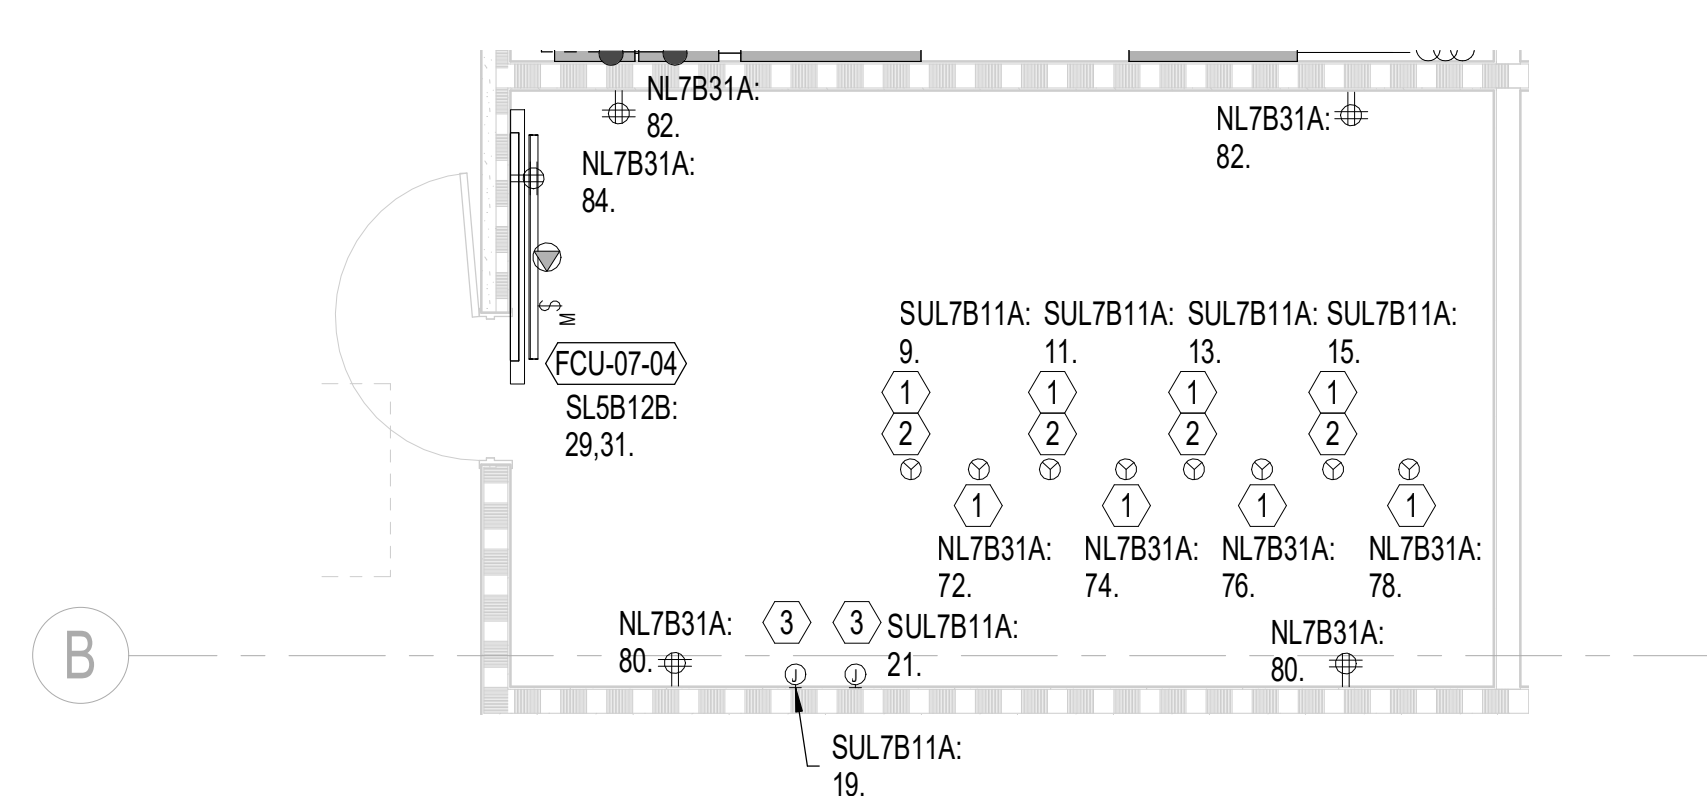 NL7B31A:
82.
NL7B31A:
82.
NL7B31A:
84.
$
M
FCU-07-04
SL5B12B:
29,31.
SUL7B11A: SUL7B11A: SUL7B11A: SUL7B11A:
9. 11. 13. 15.
1 1 1 1
2 2 2 2
1 1 1 1
NL7B31A: NL7B31A: NL7B31A: NL7B31A:
72. 74. 76. 78.
NL7B31A:
80.
3 3
SUL7B11A:
21.
NL7B31A:
80.
B
J J
SUL7B11A:
19.